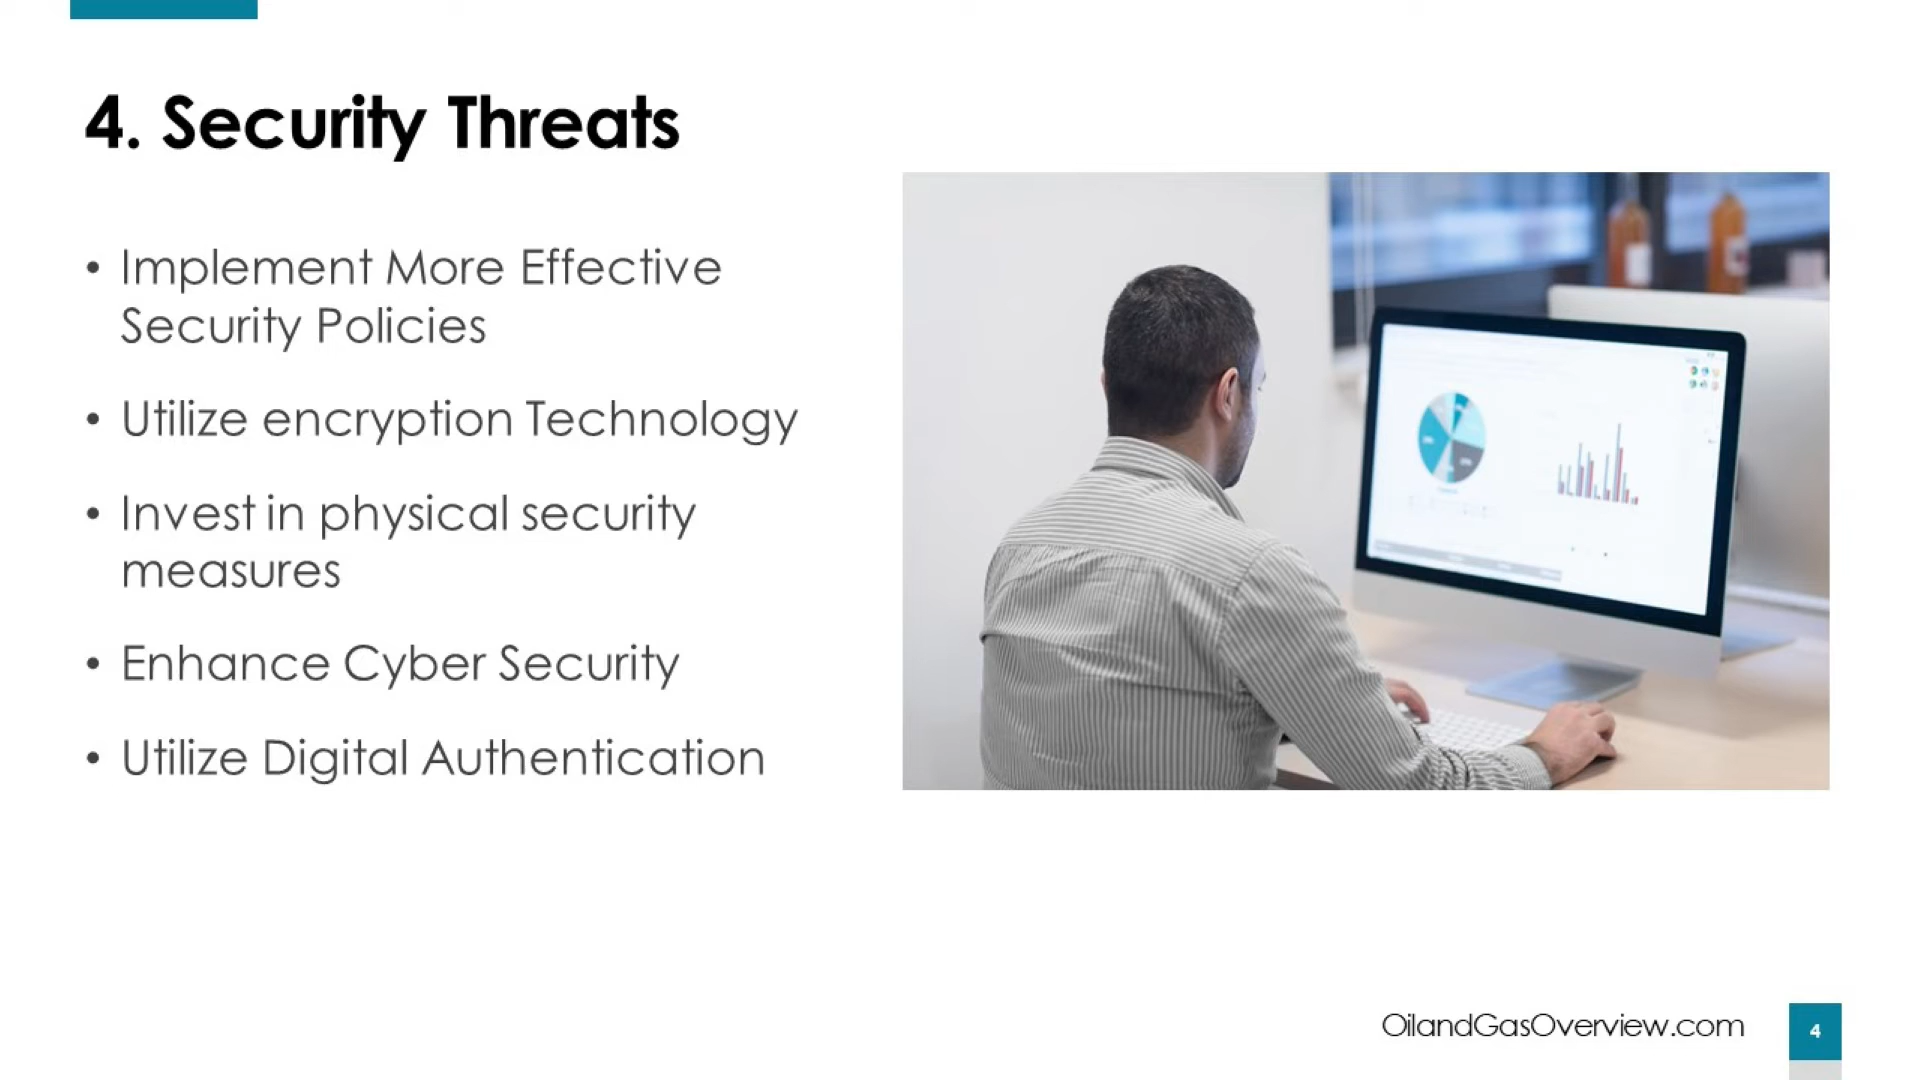 4. Security Threats
• Implement More Effective
Security Policies
• Utilize encryption Technology
• Invest in physical security
measures
• Enhance Cyber Security
• Utilize Digital Authentication
OilandGasOverview.com
4